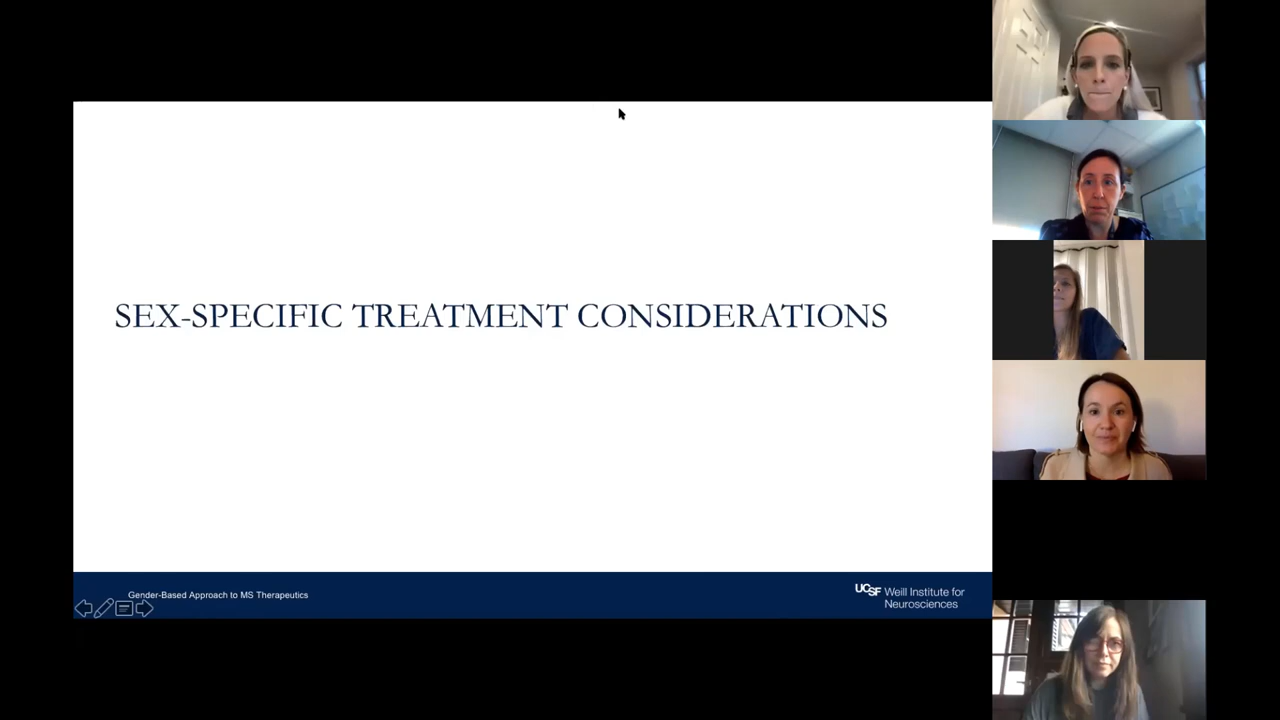 SEX-SPECIFIC TREATMENT CONSIDERATIONS
Gender-Based Approach to MS Therapeutics
UCSF Weill Institute for
Neurosciences